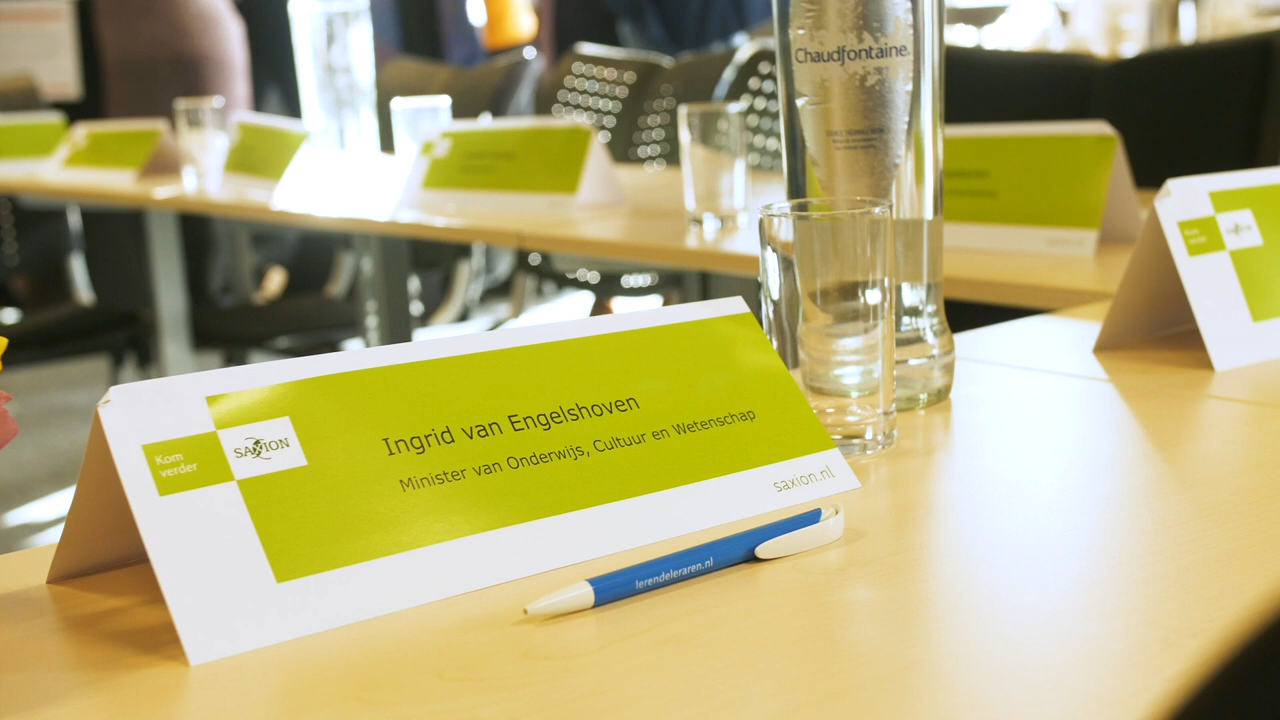 Chaudfontaine
Kom
verder
SAXION
Ingrid van Engelshoven
Minister van Onderwijs, Cultuur en Wetenschap
saxion.nl
lerendeleraren.nl
Kom
verder